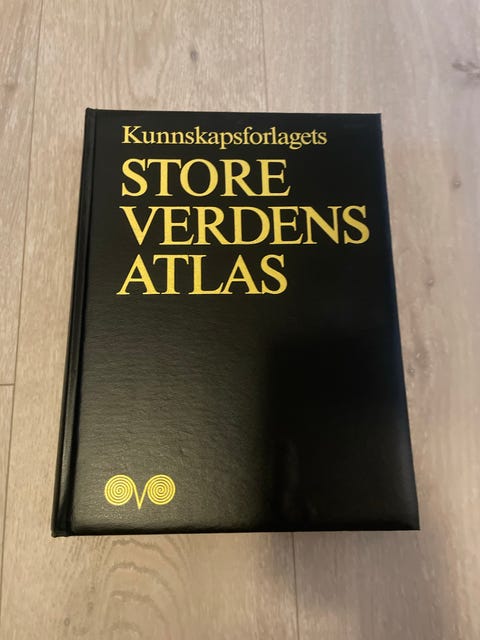 Kunnskapsforlagets
STORE
VERDENS
ATLAS